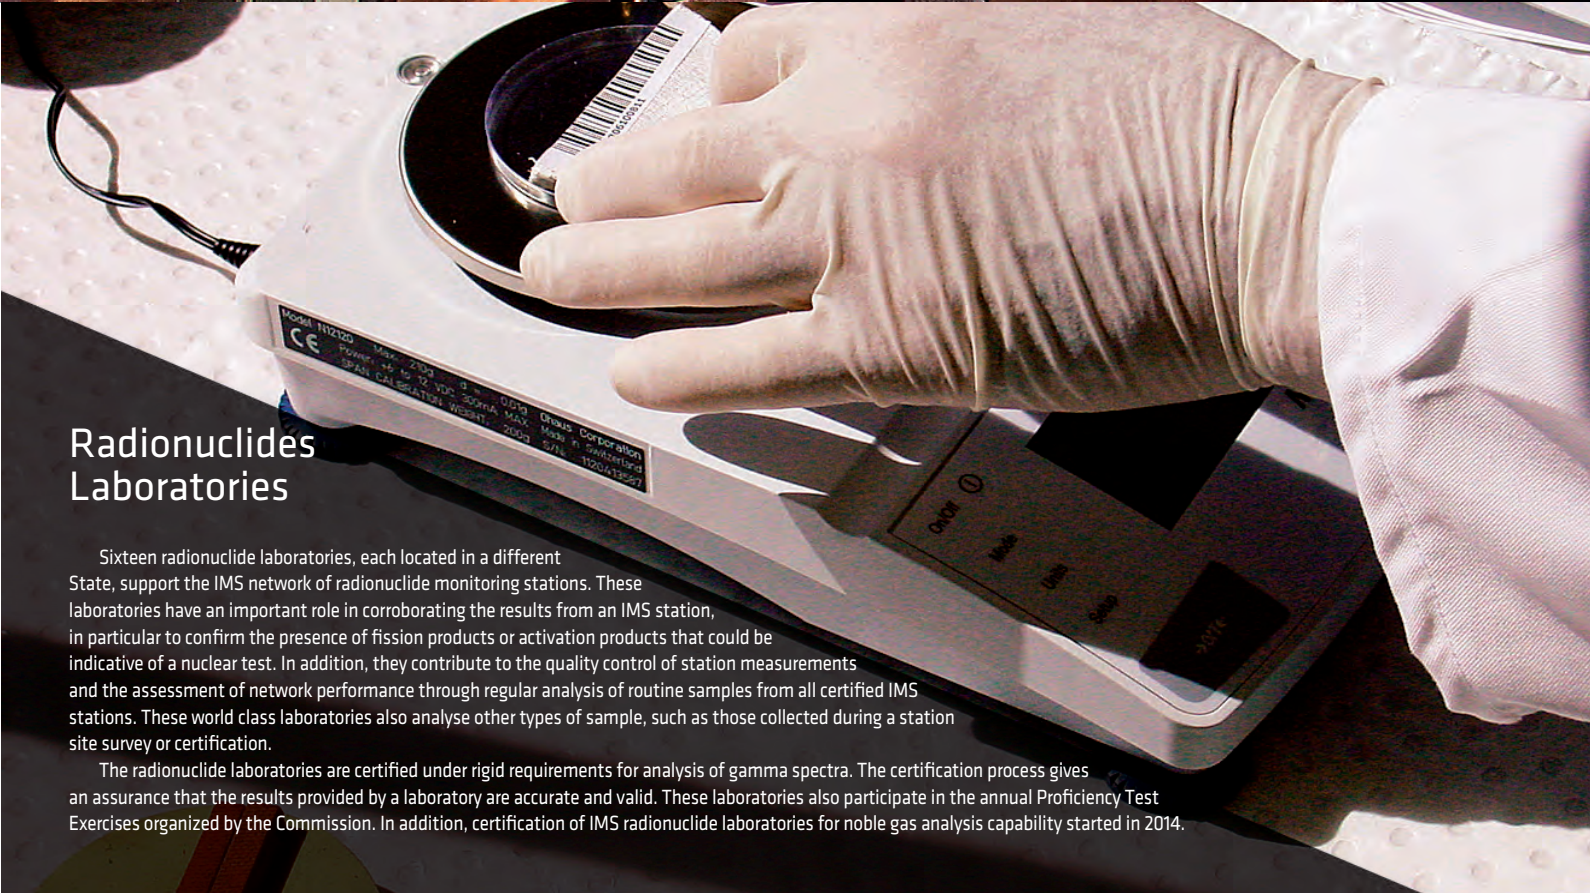 706100811
Model N12120 Max. 210g d = 0.01g Ohaus Corporation
CE Power. +6 to 12 VDC 300mA MAX Made in Switzerland
SPAN CALIBRATION WEIGHT, 200g S/N: 1120413587
On/Off
Mode
Units
Setup
>0/T<
Radionuclides
Laboratories
Sixteen radionuclide laboratories, each located in a different
State, support the IMS network of radionuclide monitoring stations. These
laboratories have an important role in corroborating the results from an IMS station,
in particular to confirm the presence of fission products or activation products that could be
indicative of a nuclear test. In addition, they contribute to the quality control of station measurements
and the assessment of network performance through regular analysis of routine samples from all certified IMS
stations. These world class laboratories also analyse other types of sample, such as those collected during a station
site survey or certification.
The radionuclide laboratories are certified under rigid requirements for analysis of gamma spectra. The certification process gives
an assurance that the results provided by a laboratory are accurate and valid. These laboratories also participate in the annual Proficiency Test
Exercises organized by the Commission. In addition, certification of IMS radionuclide laboratories for noble gas analysis capability started in 2014.